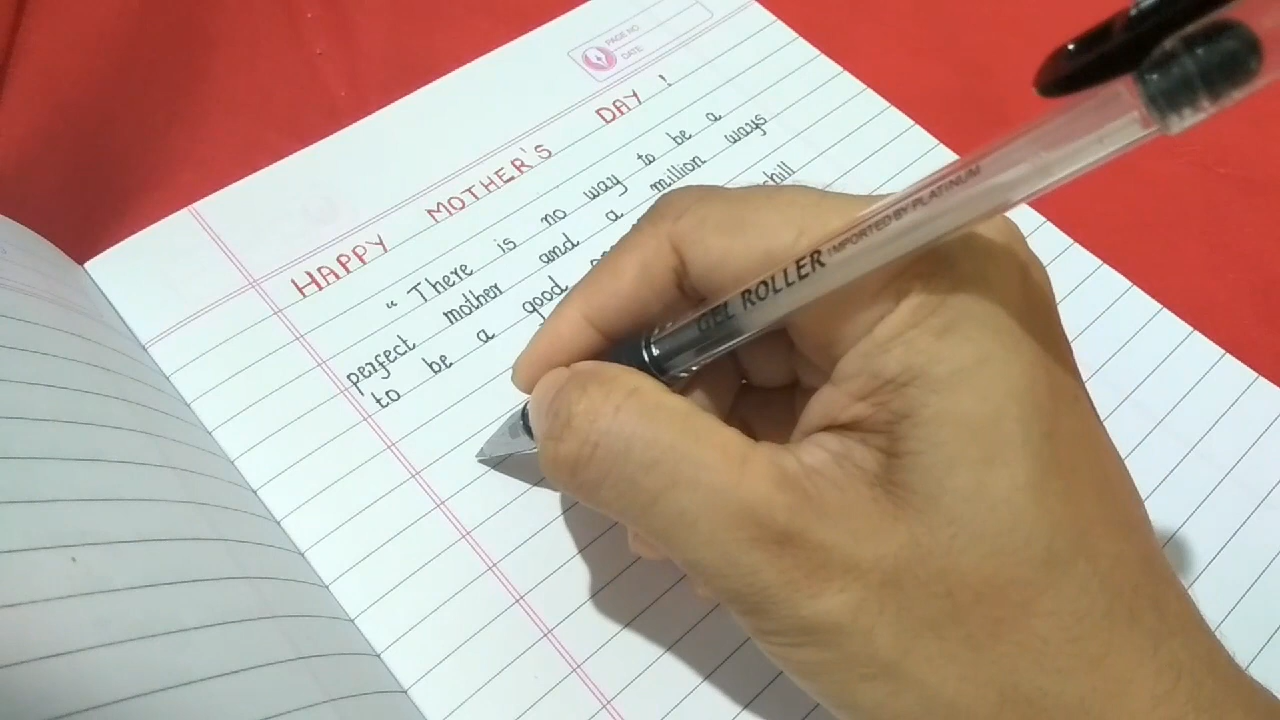 PAGE NO.
DATE:
HAPPY MOTHER'S DAY !
“ There is no way to be a
perfect mother and a million ways
to be a good
GEL ROLLER IMPORTED BY PLATINUM